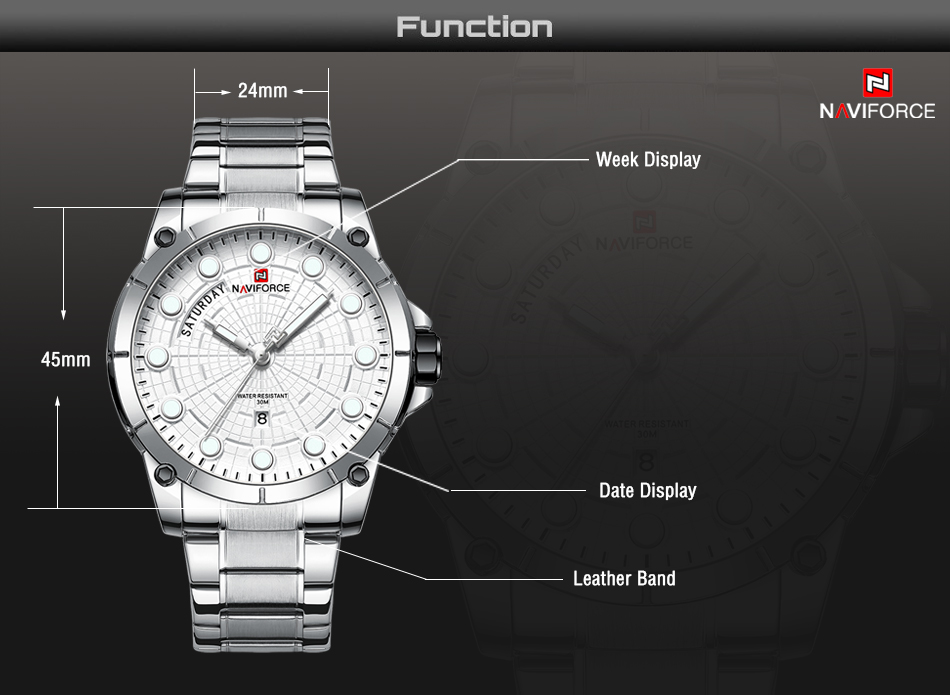 Function
24mm
NAVIFORCE
Week Display
NAVIFORCE
SATURDAY
NAVIFORCE
SATURDAY
45mm
WATER RESISTANT
30M
8
WATER RESISTANT
30M
8
Date Display
Leather Band